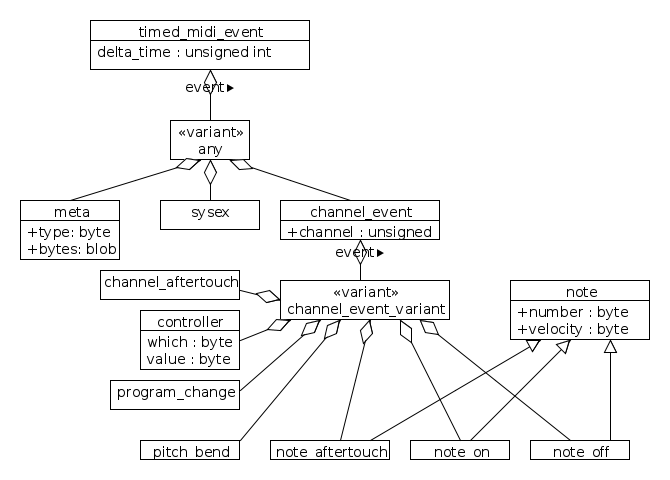 timed_midi_event
delta_time : unsigned int
event ▸
«variant»
any
meta
+type: byte
+bytes: blob
sysex
channel_event
+channel : unsigned
event ▸
channel_aftertouch
«variant»
channel_event_variant
note
+number : byte
+velocity : byte
controller
which : byte
value : byte
program_change
pitch_bend
note_aftertouch
note_on
note_off